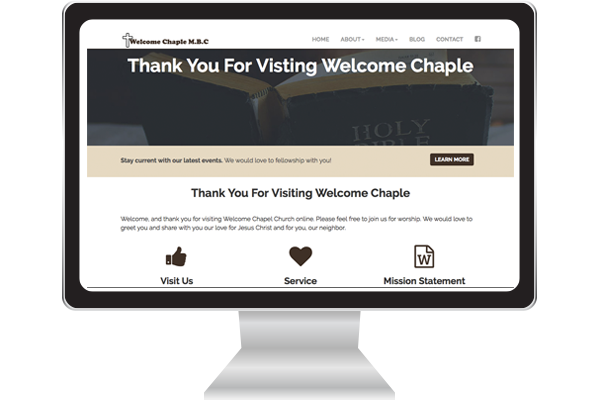 Welcome Chaple M.B.C
HOME ABOUT MEDIA BLOG CONTACT
Thank You For Visting Welcome Chaple
HOLY
BIBLE
Stay current with our latest events. We would love to fellowship with you!
LEARN MORE
Thank You For Visiting Welcome Chaple
Welcome, and thank you for visiting Welcome Chapel Church online. Please feel free to join us for worship. We would love to
greet you and share with you our love for Jesus Christ and for you, our neighbor.
W
Visit Us Service Mission Statement